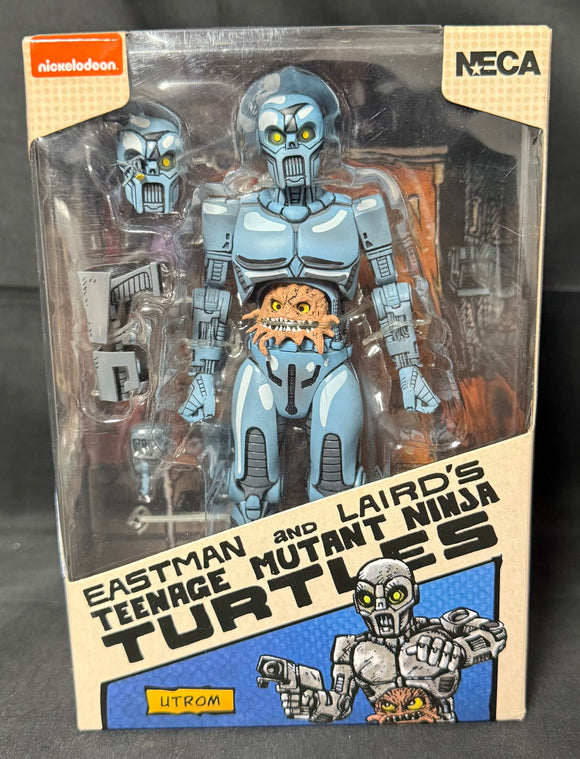 nickelodeon
NECA
EASTMAN AND LAIRD'S
TEENAGE MUTANT NINJA
TURTLES
UTROM